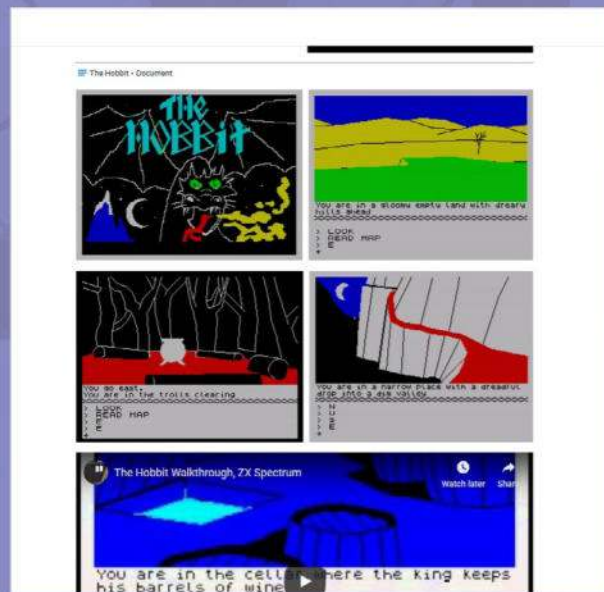 The Hobbit - Document
THE
HOBBIT
You are in a gloomy empty land with dreary
hills ahead
> LOOK
> READ MAP
> E
+
You go east.
You are in the trolls clearing
> LOOK
> READ MAP
> E
> E
+
You are in a narrow place with a dreadful
drop into a dim valley
> N
> U
> S
> E
+
The Hobbit Walkthrough, ZX Spectrum
Watch later
Shar
You are in the cellar where the king keeps
his barrels of wine